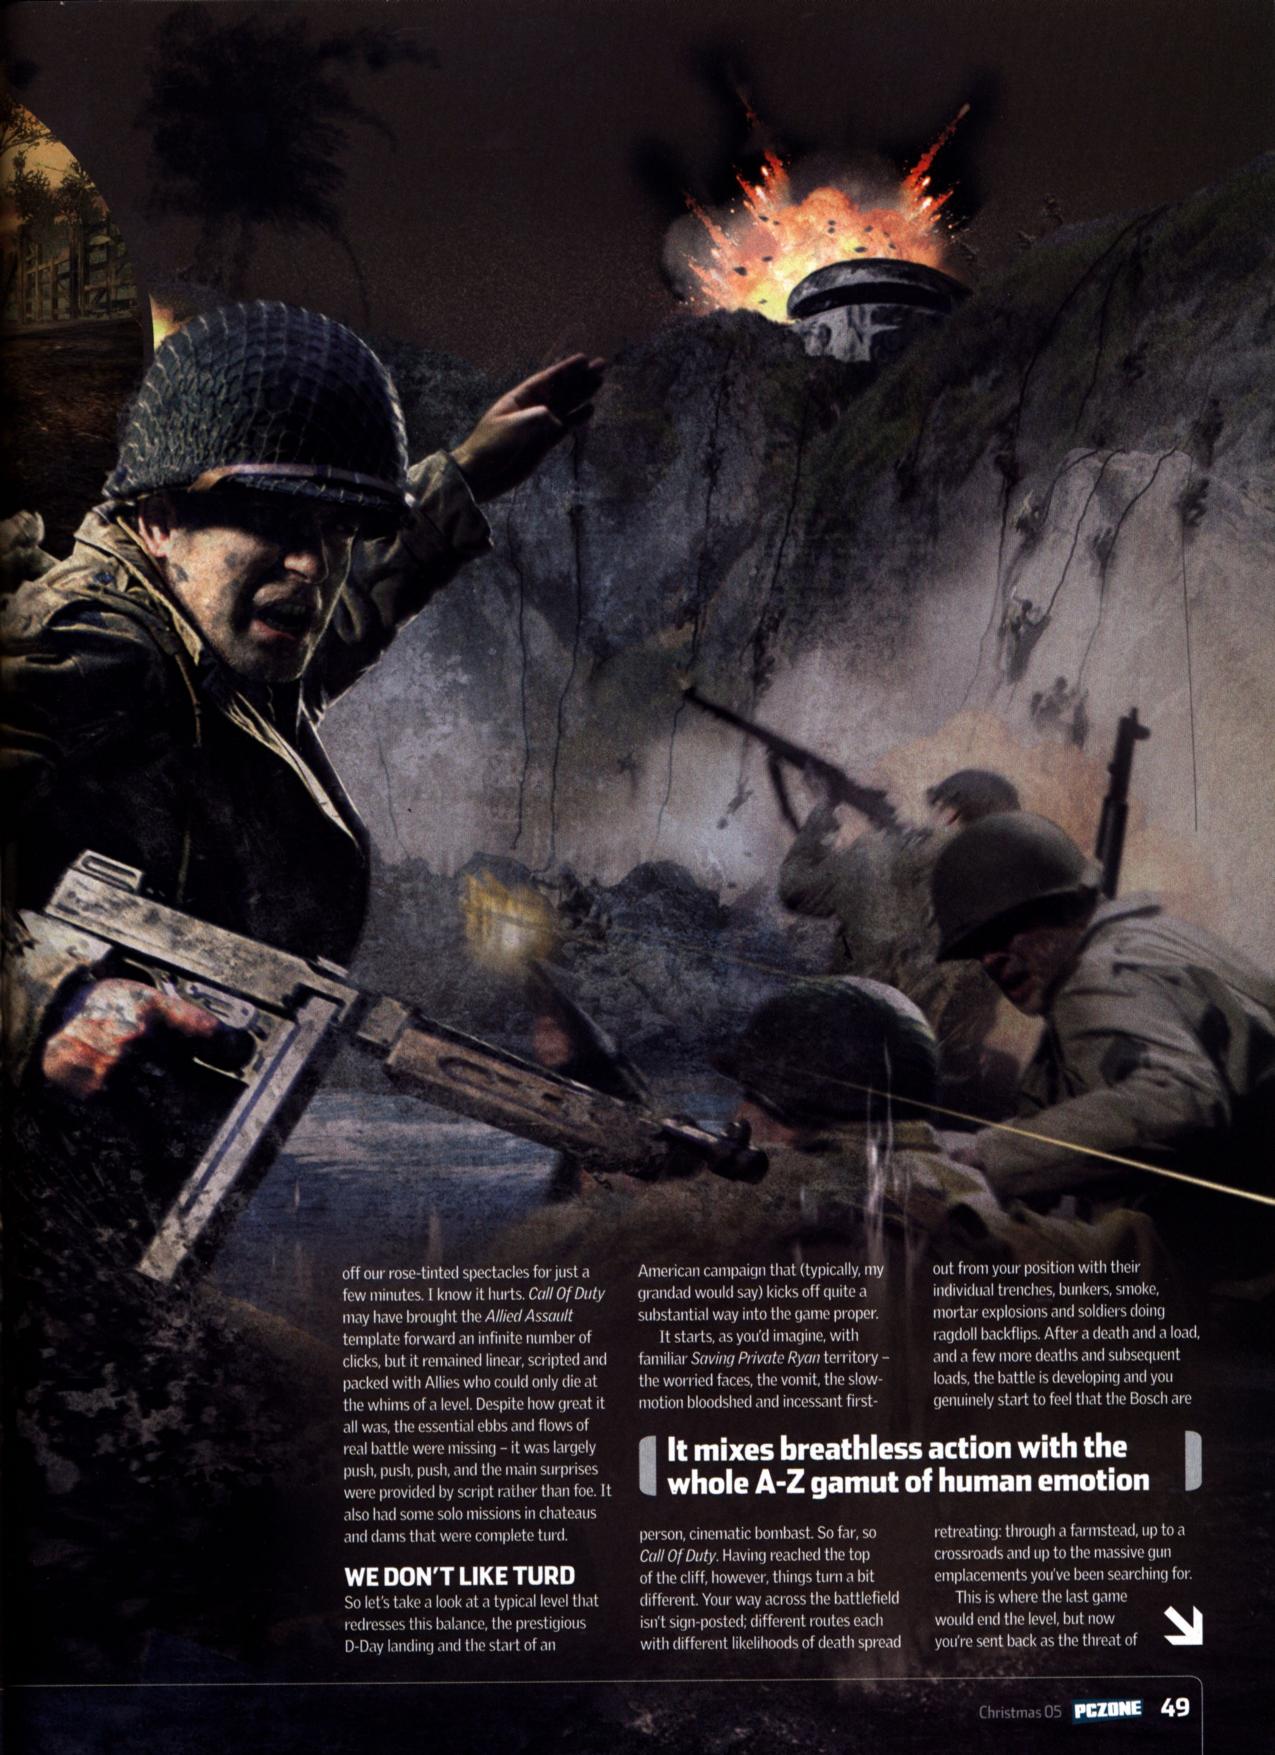 off our rose-tinted spectacles for just a
few minutes. I know it hurts. Call Of Duty
may have brought the Allied Assault
template forward an infinite number of
clicks, but it remained linear, scripted and
packed with Allies who could only die at
the whims of a level. Despite how great it
all was, the essential ebbs and flows of
real battle were missing – it was largely
push, push, push, and the main surprises
were provided by script rather than foe. It
also had some solo missions in chateaus
and dams that were complete turd.
WE DON'T LIKE TURD
So let's take a look at a typical level that
redresses this balance, the prestigious
D-Day landing and the start of an
American campaign that (typically, my
grandad would say) kicks off quite a
substantial way into the game proper.
It starts, as you'd imagine, with
familiar Saving Private Ryan territory –
the worried faces, the vomit, the slow-
motion bloodshed and incessant first-
person, cinematic bombast. So far, so
Call Of Duty. Having reached the top
of the cliff, however, things turn a bit
different. Your way across the battlefield
isn't sign-posted; different routes each
with different likelihoods of death spread
out from your position with their
individual trenches, bunkers, smoke,
mortar explosions and soldiers doing
ragdoll backflips. After a death and a load,
and a few more deaths and subsequent
loads, the battle is developing and you
genuinely start to feel that the Bosch are
It mixes breathless action with the
whole A-Z gamut of human emotion
retreating: through a farmstead, up to a
crossroads and up to the massive gun
emplacements you've been searching for.
This is where the last game
would end the level, but now
you're sent back as the threat of
Christmas 05 PCZONE 49